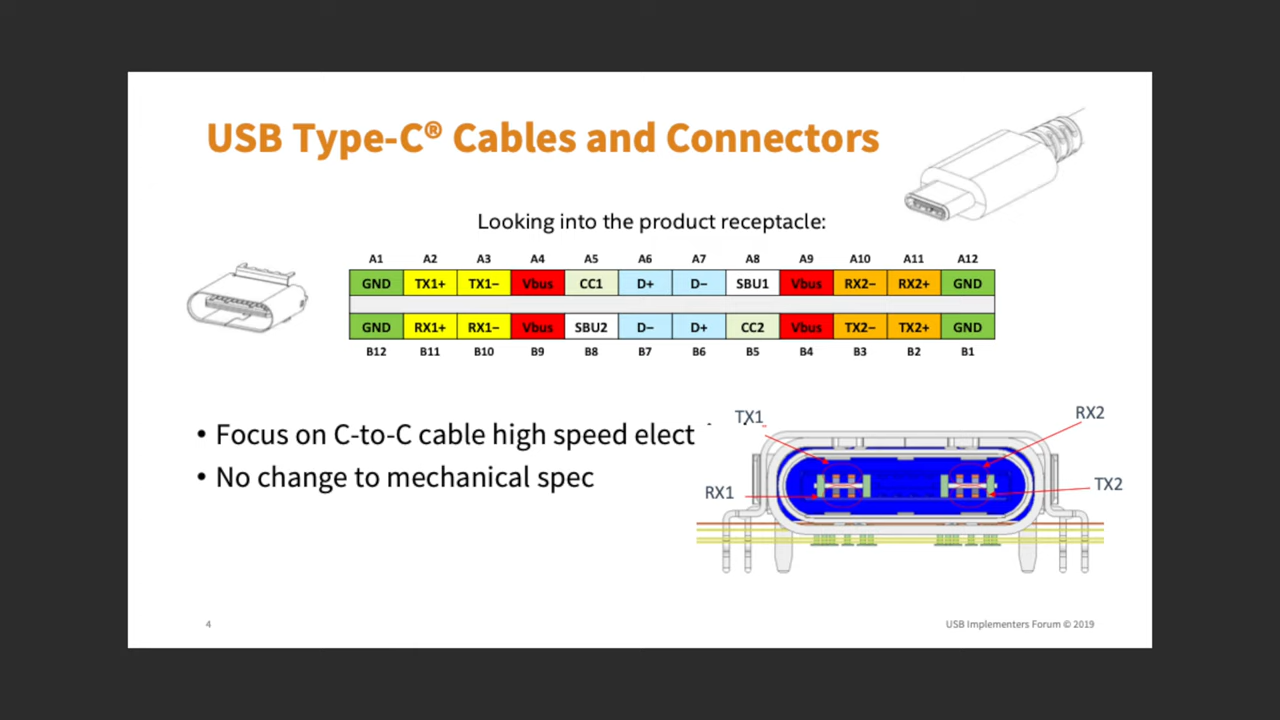 USB Type-C® Cables and Connectors
Looking into the product receptacle:
A1 A2 A3 A4 A5 A6 A7 A8 A9 A10 A11 A12
GND TX1+ TX1− Vbus CC1 D+ D− SBU1 Vbus RX2− RX2+ GND
GND RX1+ RX1− Vbus SBU2 D− D+ CC2 Vbus TX2− TX2+ GND
B12 B11 B10 B9 B8 B7 B6 B5 B4 B3 B2 B1
• Focus on C-to-C cable high speed elect
• No change to mechanical spec
TX1
RX2
RX1
TX2
4
USB Implementers Forum © 2019